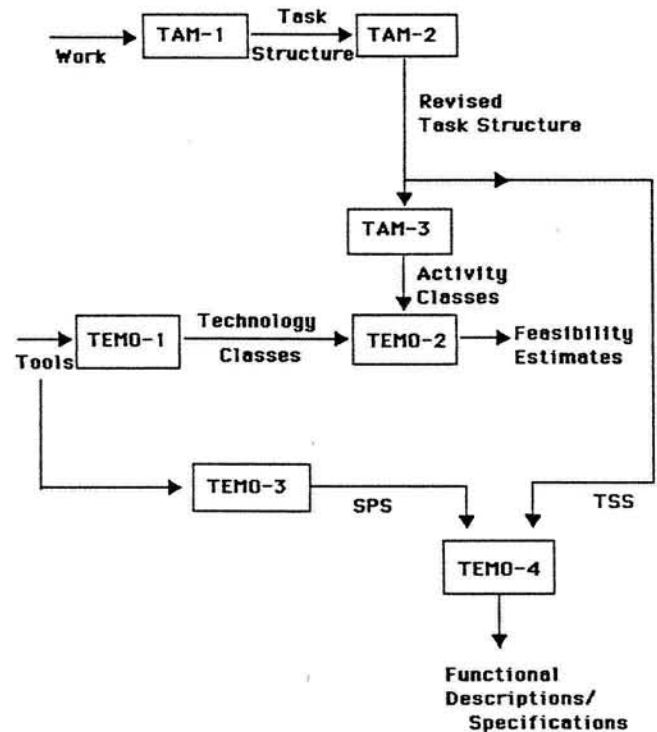 TAM-1
Task
Structure
TAM-2
Work
Revised
Task Structure
TAM-3
Activity
Classes
Tools
TEMO-1
Technology
Classes
TEMO-2
Feasibility
Estimates
TEMO-3
SPS
TSS
TEMO-4
Functional
Descriptions/
Specifications